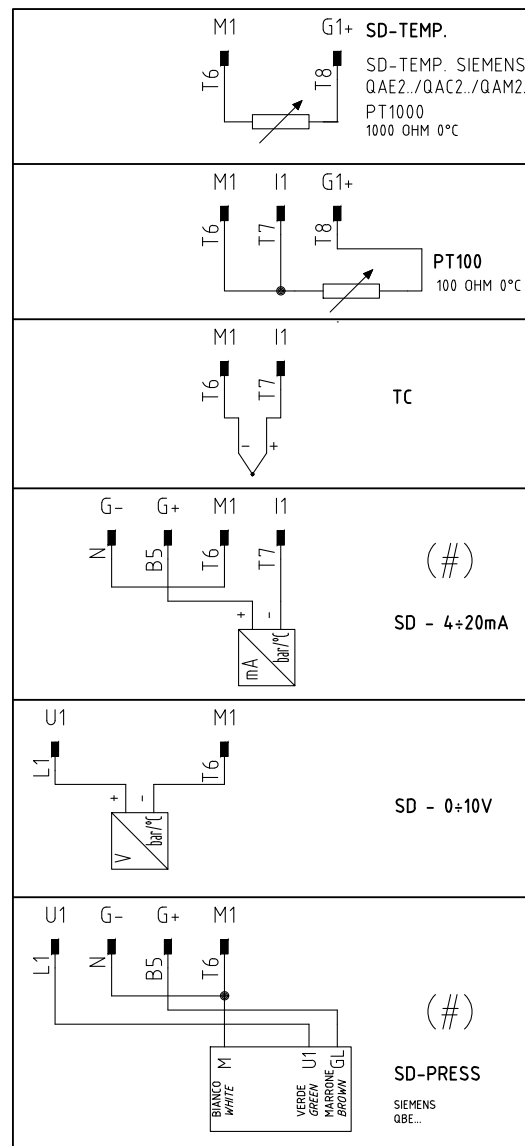 M1 G1+ SD-TEMP.
T6 T8
SD-TEMP. SIEMENS
QAE2../QAC2../QAM2.
PT1000
1000 OHM 0°C
M1 I1 G1+
T6 T7 T8
PT100
100 OHM 0°C
M1 I1
T6 T7
TC
- +
G- G+ M1 I1
N B5 T6 T7
(#)
+ -
mA bar/°C
SD - 4÷20mA
U1 M1
L1 T6
+ -
V bar/°C
SD - 0÷10V
U1 G- G+ M1
L1 N B5 T6
(#)
M U1 GL
BIANCO VERDE MARRONE
WHITE GREEN BROWN
SD-PRESS
SIEMENS
QBE...